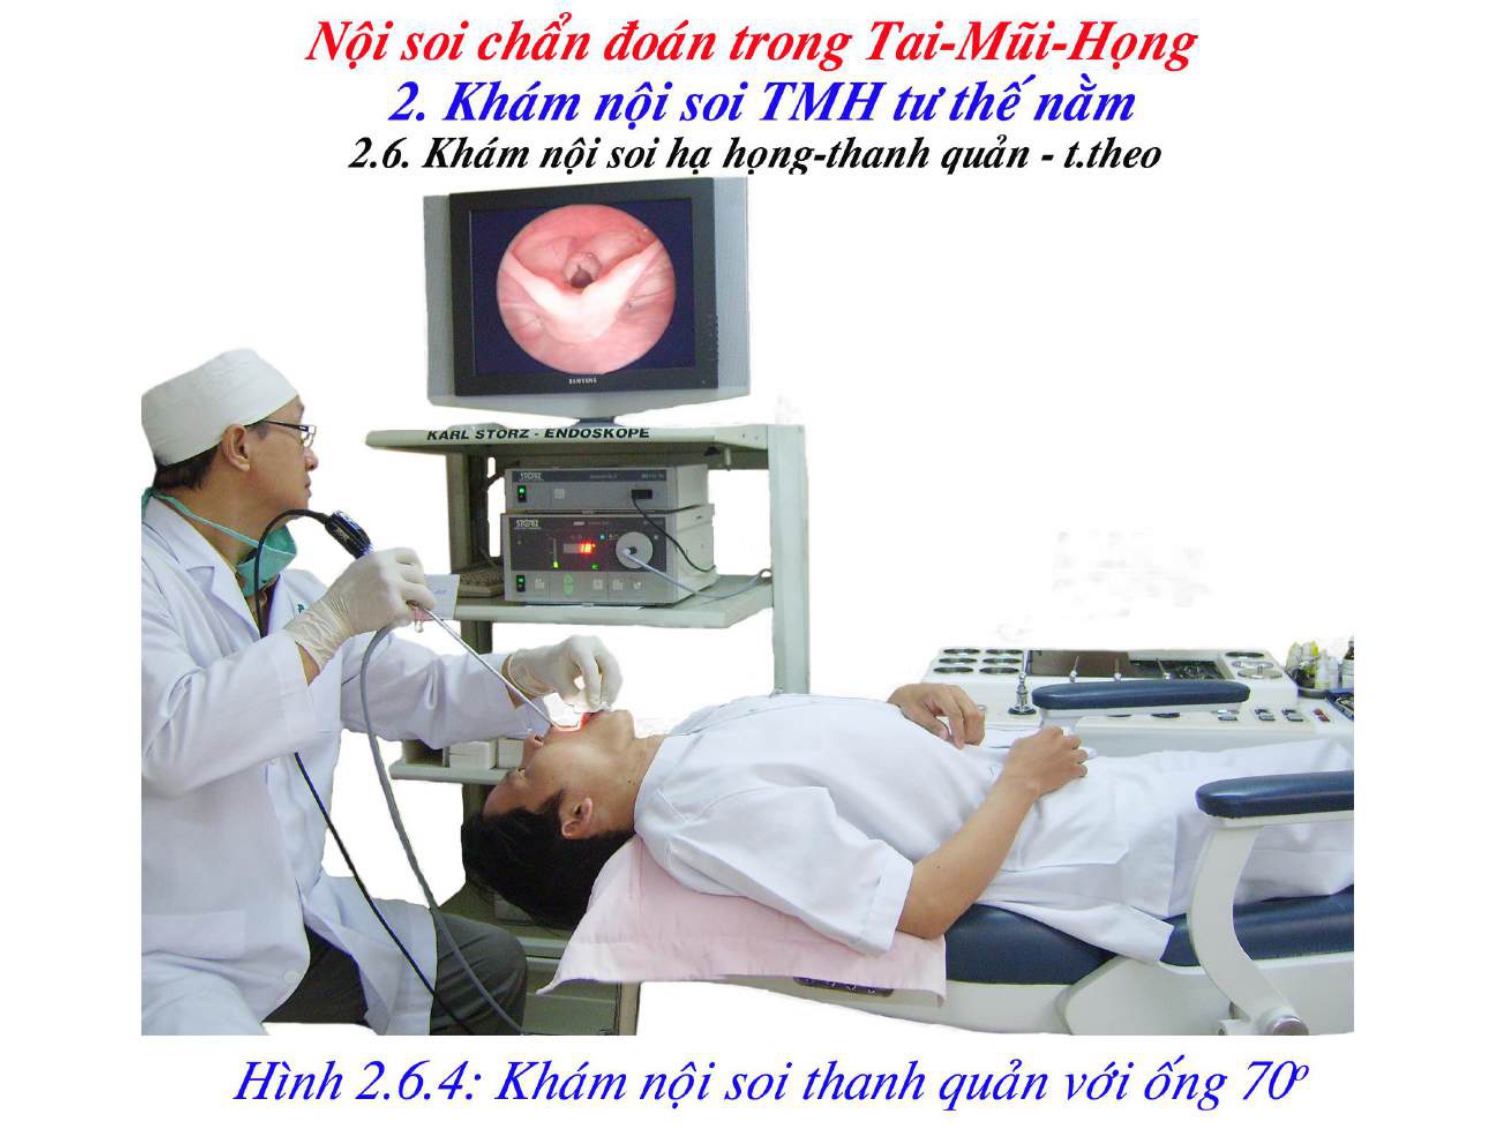 Nội soi chẩn đoán trong Tai-Mũi-Họng
2. Khám nội soi TMH tư thế nằm
2.6. Khám nội soi hạ họng-thanh quản - t.theo
SAMSUNG
KARL STORZ - ENDOSKOPE
STORZ
STORZ
Hình 2.6.4: Khám nội soi thanh quản với ống 70º